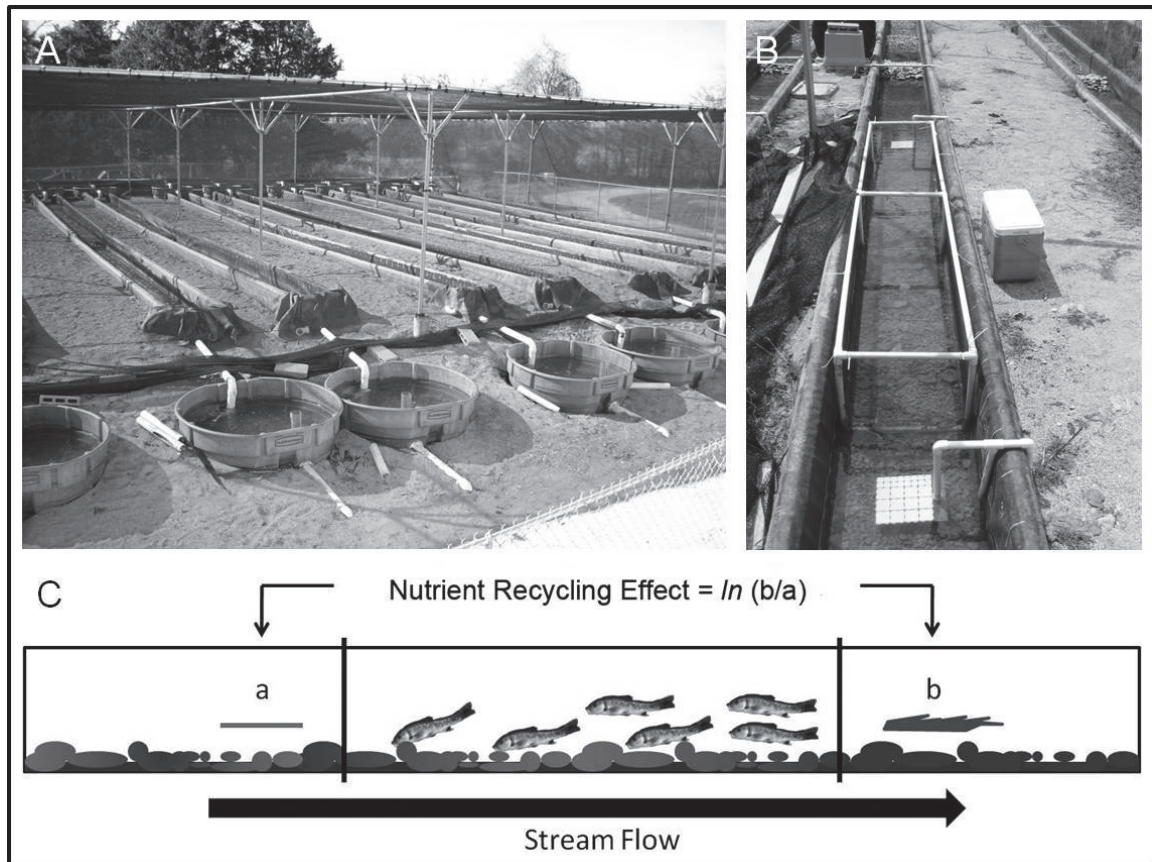 A
B
C
Nutrient Recycling Effect = ln (b/a)
a
b
Stream Flow